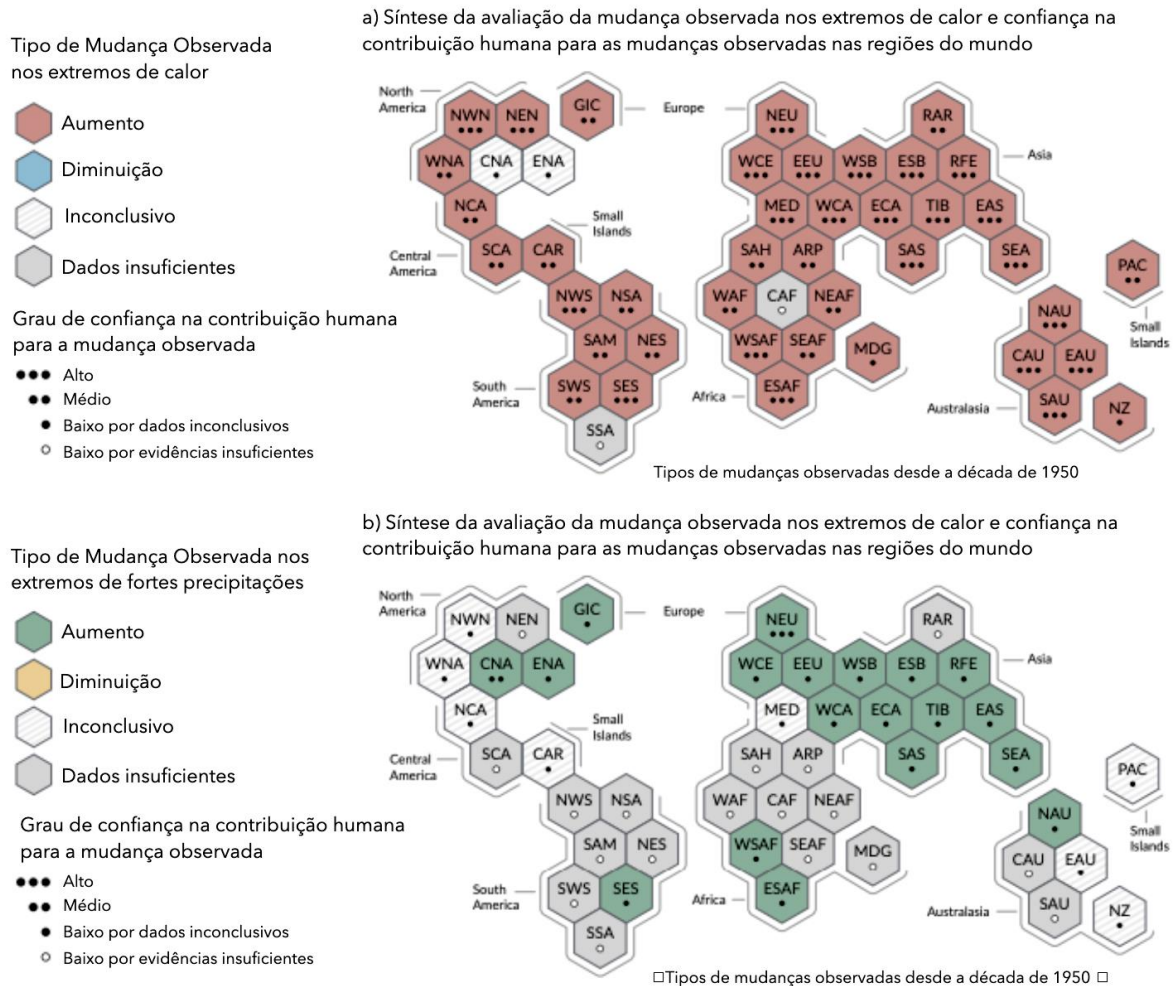 a) Síntese da avaliação da mudança observada nos extremos de calor e confiança na
contribuição humana para as mudanças observadas nas regiões do mundo
Tipo de Mudança Observada
nos extremos de calor
Aumento
Diminuição
Inconclusivo
Dados insuficientes
Grau de confiança na contribuição humana
para a mudança observada
Alto
Médio
Baixo por dados inconclusivos
Baixo por evidências insuficientes
North
America
GIC
Europe
NWN NEN
NEU
RAR
WNA CNA ENA
WCE EEU WSB ESB RFE
Asia
NCA
MED WCA ECA TIB EAS
Small
Islands
Central
America
SCA CAR
SAH ARP
SAS
SEA
PAC
NWS NSA
WAF CAF NEAF
NAU
Small
Islands
SAM NES
WSAF SEAF
MDG
CAU EAU
South
America
SWS SES
Africa
ESAF
Australasia
SAU
NZ
SSA
Tipos de mudanças observadas desde a década de 1950
b) Síntese da avaliação da mudança observada nos extremos de calor e confiança na
contribuição humana para as mudanças observadas nas regiões do mundo
Tipo de Mudança Observada nos
extremos de fortes precipitações
Aumento
Diminuição
Inconclusivo
Dados insuficientes
Grau de confiança na contribuição humana
para a mudança observada
Alto
Médio
Baixo por dados inconclusivos
Baixo por evidências insuficientes
North
America
GIC
Europe
NWN NEN
NEU
RAR
WNA CNA ENA
WCE EEU WSB ESB RFE
Asia
NCA
MED WCA ECA TIB EAS
Small
Islands
Central
America
SCA CAR
SAH ARP
SAS
SEA
PAC
NWS NSA
WAF CAF NEAF
NAU
Small
Islands
SAM NES
WSAF SEAF
MDG
CAU EAU
South
America
SWS SES
Africa
ESAF
Australasia
SAU
NZ
SSA
□Tipos de mudanças observadas desde a década de 1950 □